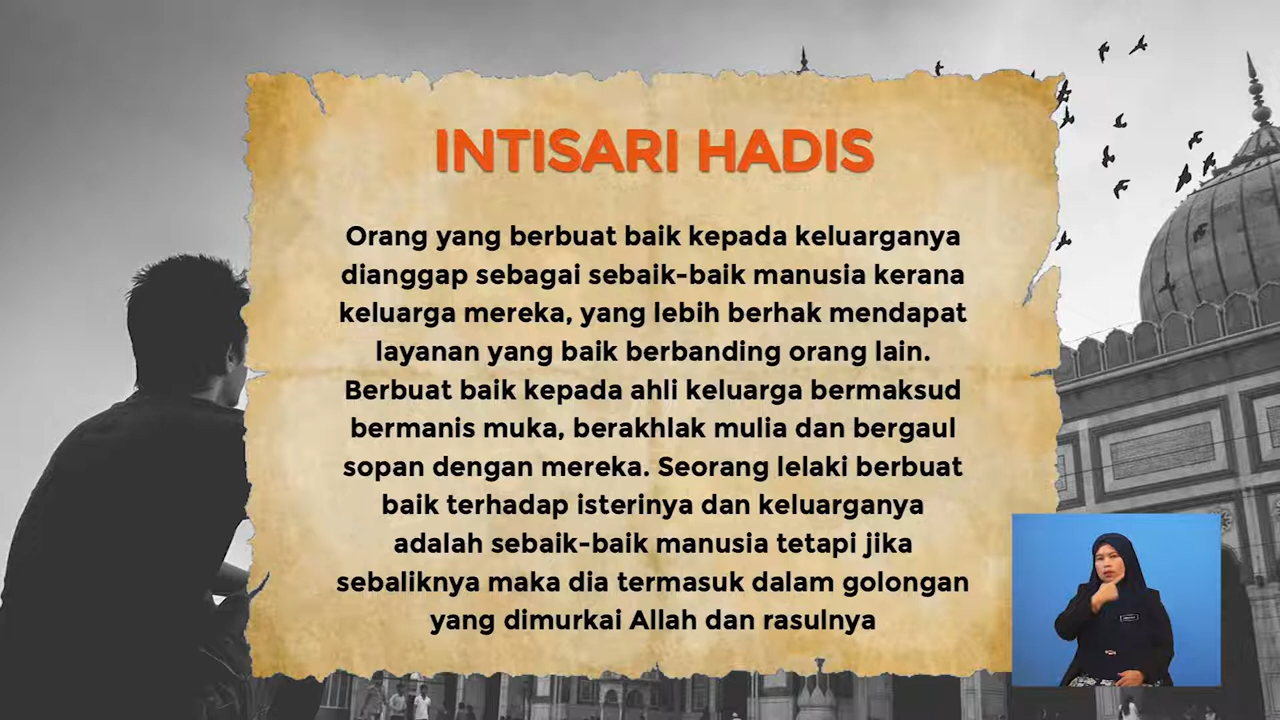 INTISARI HADIS
Orang yang berbuat baik kepada keluarganya
dianggap sebagai sebaik-baik manusia kerana
keluarga mereka, yang lebih berhak mendapat
layanan yang baik berbanding orang lain.
Berbuat baik kepada ahli keluarga bermaksud
bermanis muka, berakhlak mulia dan bergaul
sopan dengan mereka. Seorang lelaki berbuat
baik terhadap isterinya dan keluarganya
adalah sebaik-baik manusia tetapi jika
sebaliknya maka dia termasuk dalam golongan
yang dimurkai Allah dan rasulnya